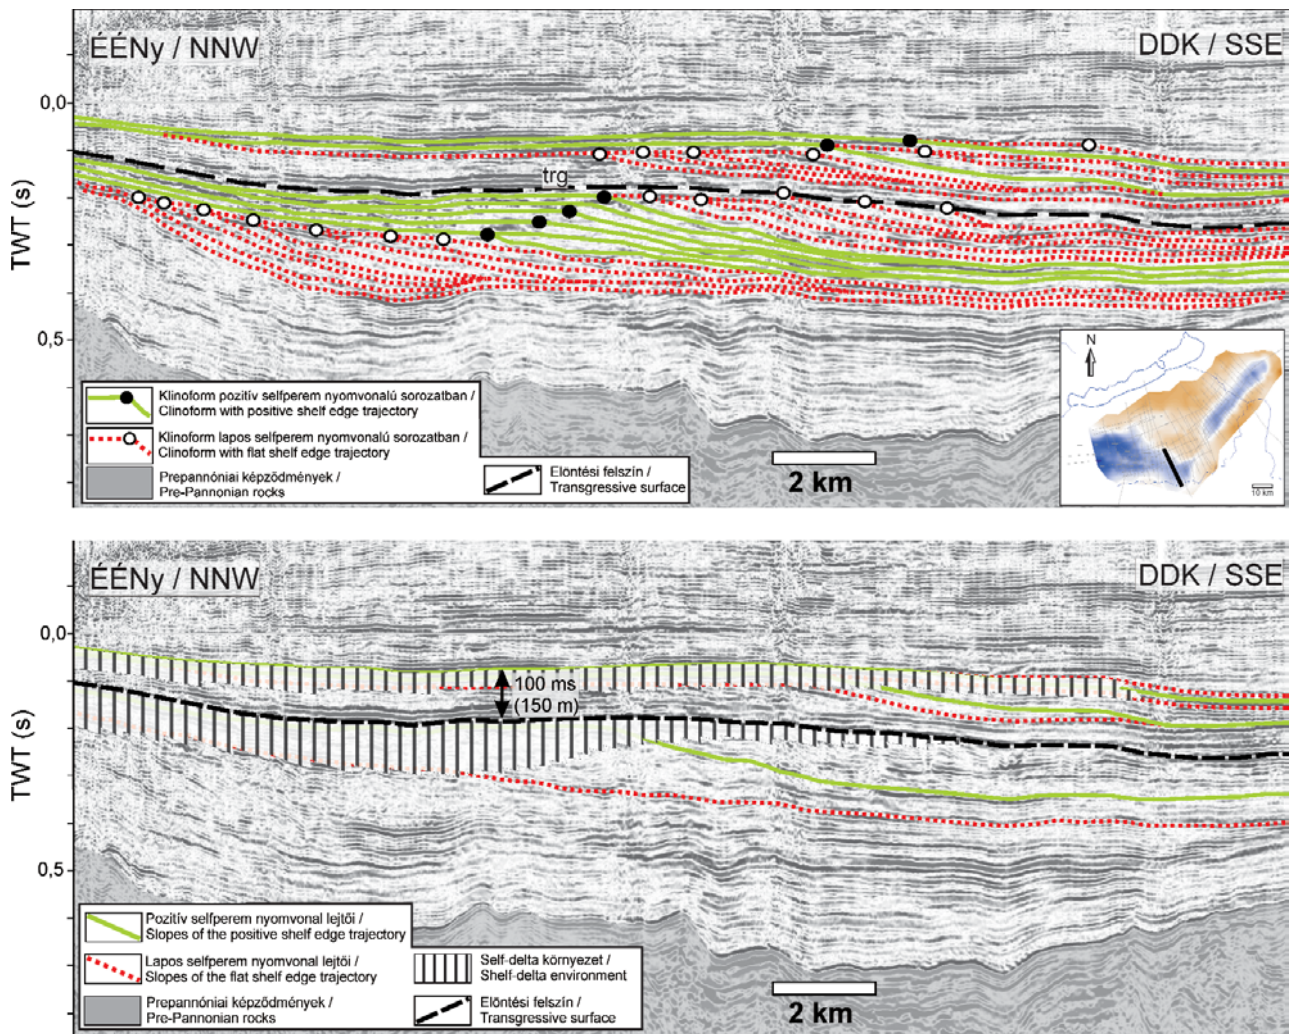 ÉÉNy / NNW
DDK / SSE
0,0
trg
TWT (s)
0,5
N
10 km
Klinoform pozitív selfperem nyomvonalú sorozatban /
Clinoform with positive shelf edge trajectory
Klinoform lapos selfperem nyomvonalú sorozatban /
Clinoform with flat shelf edge trajectory
Prepannóniai képződmények /
Pre-Pannonian rocks
Elöntési felszín /
Transgressive surface
2 km
ÉÉNy / NNW
DDK / SSE
0,0
100 ms
(150 m)
TWT (s)
0,5
Pozitív selfperem nyomvonal lejtői /
Slopes of the positive shelf edge trajectory
Lapos selfperem nyomvonal lejtői /
Slopes of the flat shelf edge trajectory
Self-delta környezet /
Shelf-delta environment
Prepannóniai képződmények /
Pre-Pannonian rocks
Elöntési felszín /
Transgressive surface
2 km